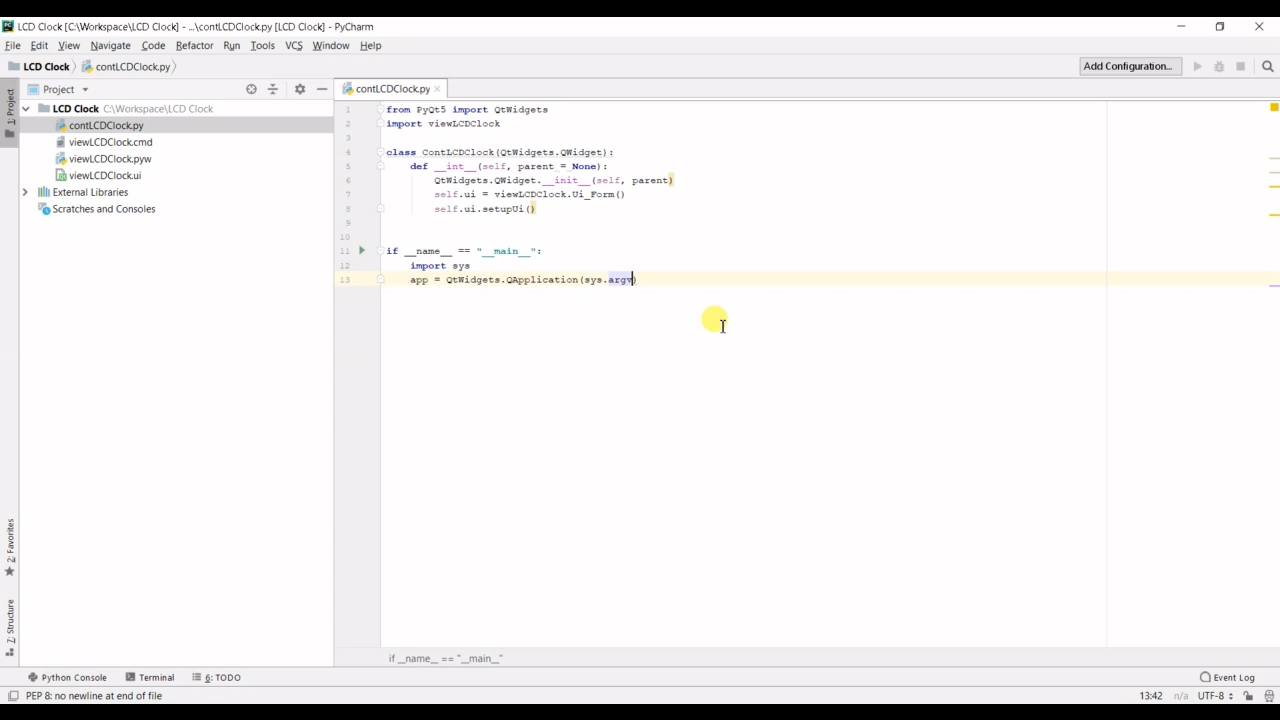 LCD Clock [C:\Workspace\LCD Clock] - ...\contLCDClock.py [LCD Clock] - PyCharm
File Edit View Navigate Code Refactor Run Tools VCS Window Help
LCD Clock contLCDClock.py Add Configuration...
1: Project
Project
contLCDClock.py
LCD Clock C:\Workspace\LCD Clock
contLCDClock.py
viewLCDClock.cmd
viewLCDClock.pyw
viewLCDClock.ui
External Libraries
Scratches and Consoles
1 from PyQt5 import QtWidgets
2 import viewLCDClock
3
4 class ContLCDClock(QtWidgets.QWidget):
5 def __int__(self, parent = None):
6 QtWidgets.QWidget.__init__(self, parent)
7 self.ui = viewLCDClock.Ui_Form()
8 self.ui.setupUi()
9
10
11 if __name__ == "__main__":
12 import sys
13 app = QtWidgets.QApplication(sys.argv)
2: Favorites
7: Structure
if __name__ == "__main__"
Python Console Terminal 6: TODO Event Log
PEP 8: no newline at end of file 13:42 n/a UTF-8